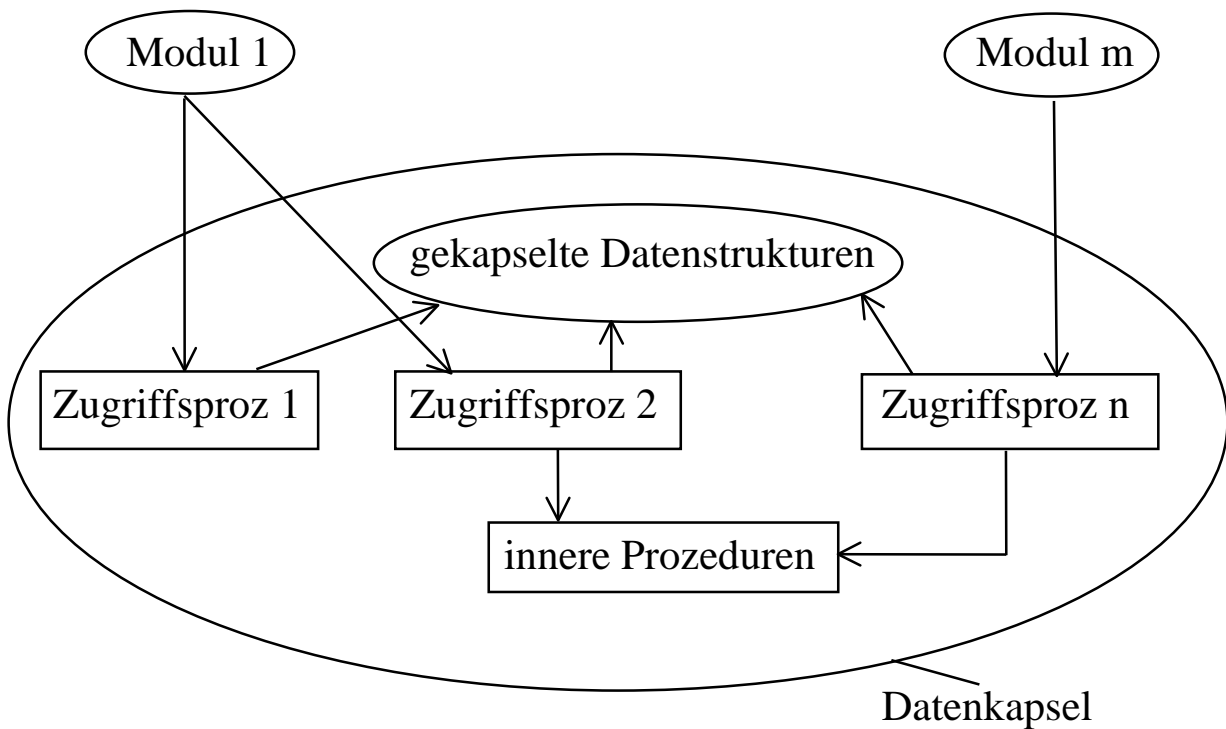 Modul 1
Modul m
gekapselte Datenstrukturen
Zugriffsproz 1
Zugriffsproz 2
Zugriffsproz n
innere Prozeduren
Datenkapsel